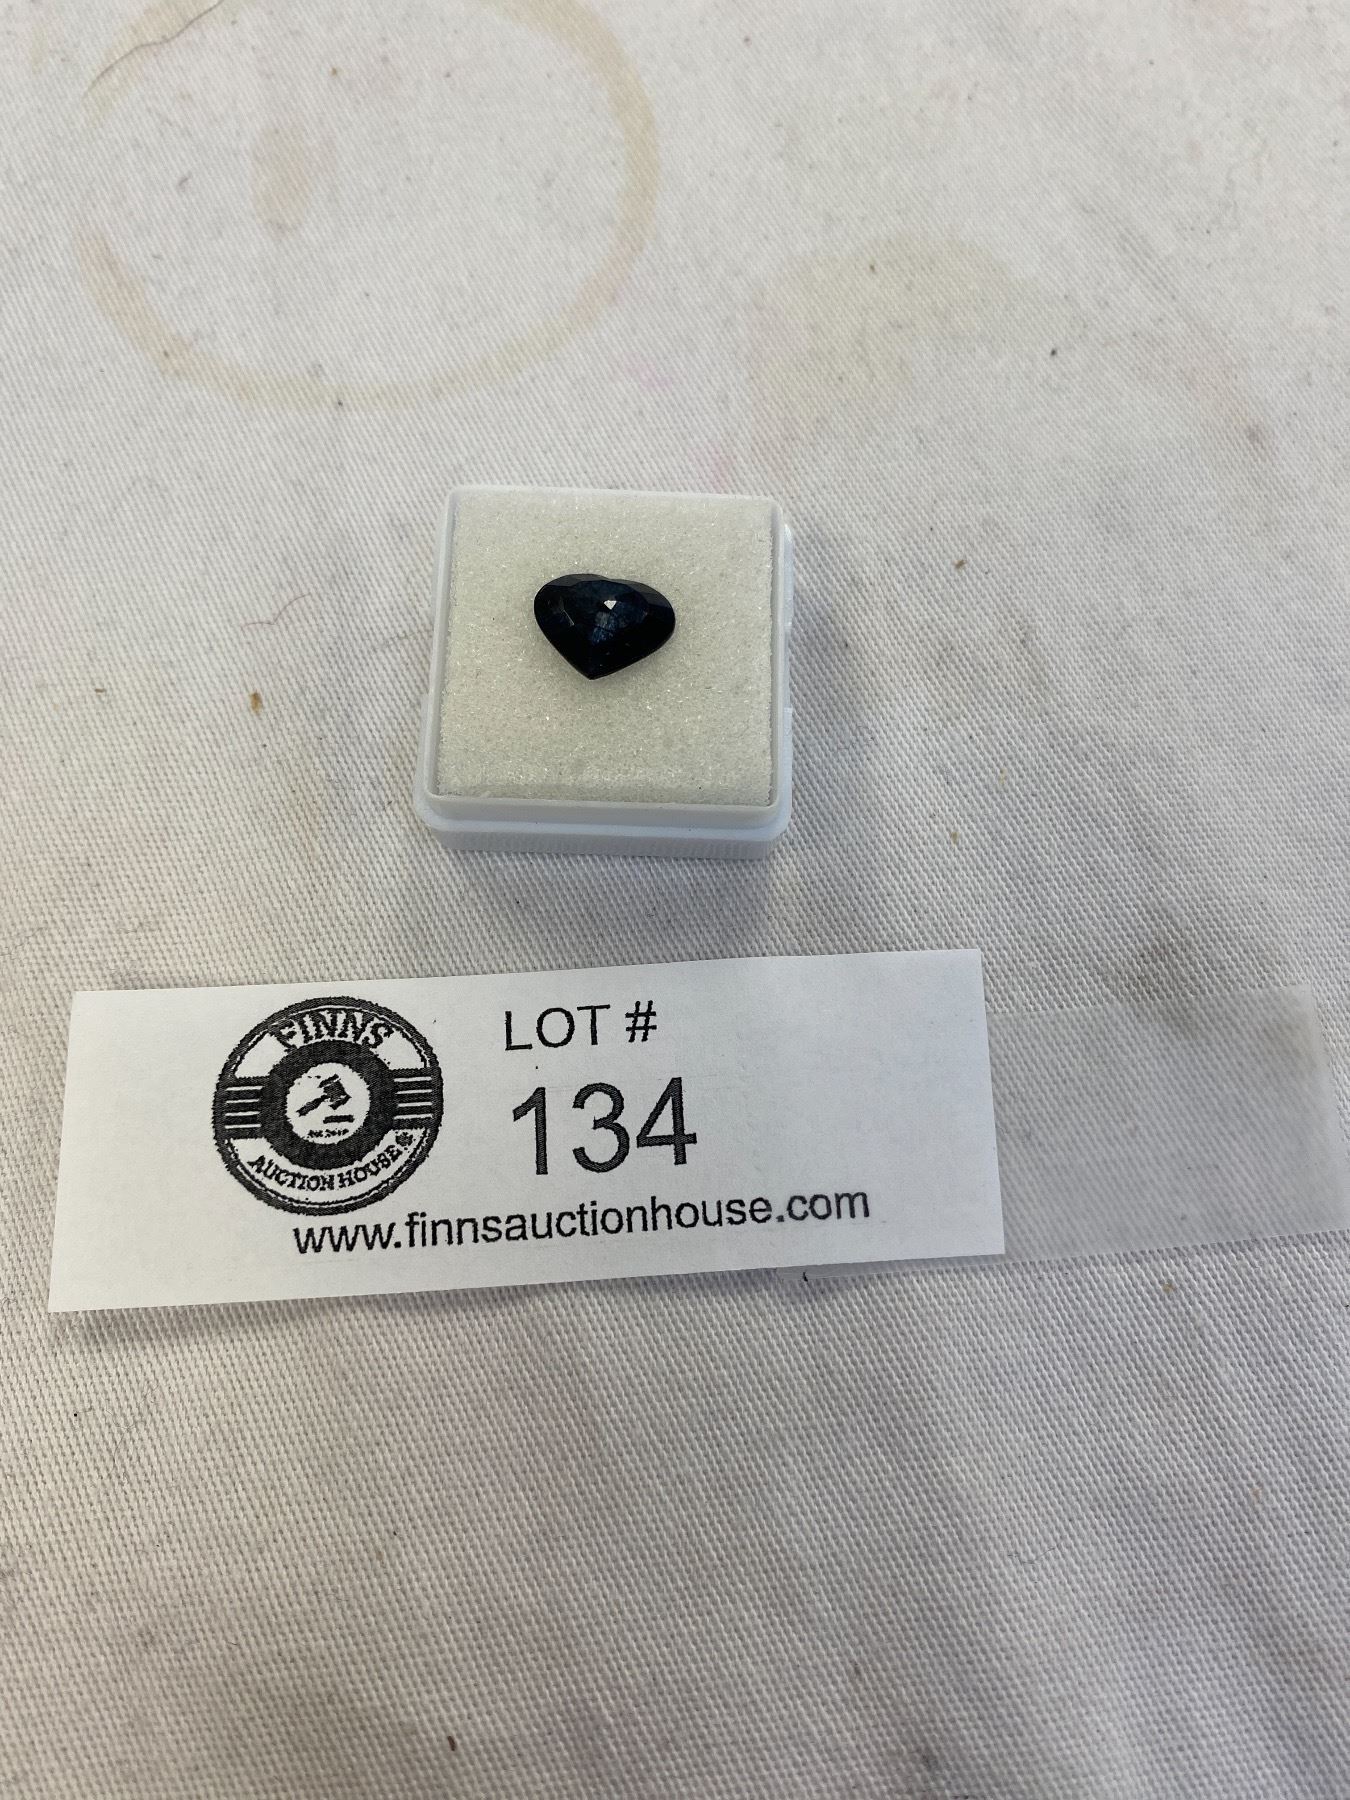 FINNS
AUCTION HOUSE
LOT #
134
www.finnsauctionhouse.com